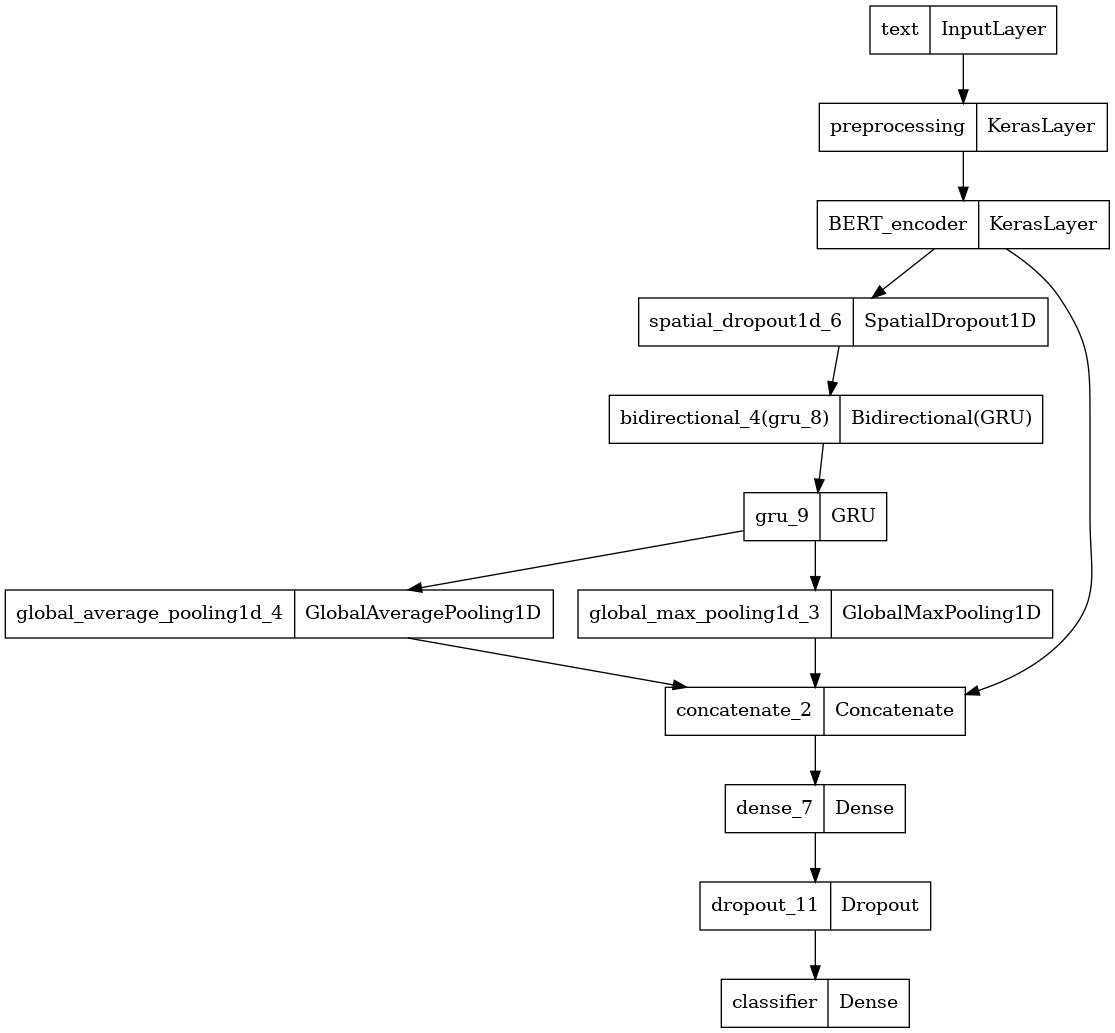 text InputLayer
preprocessing KerasLayer
BERT_encoder KerasLayer
spatial_dropout1d_6 SpatialDropout1D
bidirectional_4(gru_8) Bidirectional(GRU)
gru_9 GRU
global_average_pooling1d_4 GlobalAveragePooling1D
global_max_pooling1d_3 GlobalMaxPooling1D
concatenate_2 Concatenate
dense_7 Dense
dropout_11 Dropout
classifier Dense